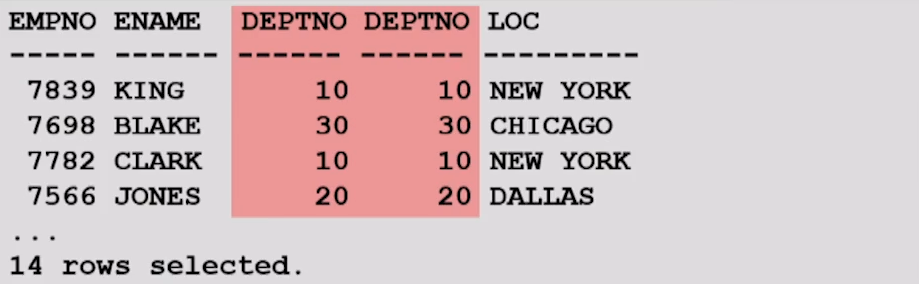 EMPNO ENAME DEPTNO DEPTNO LOC
----- ------ ------ ------ ---------
7839 KING 10 10 NEW YORK
7698 BLAKE 30 30 CHICAGO
7782 CLARK 10 10 NEW YORK
7566 JONES 20 20 DALLAS
...
14 rows selected.